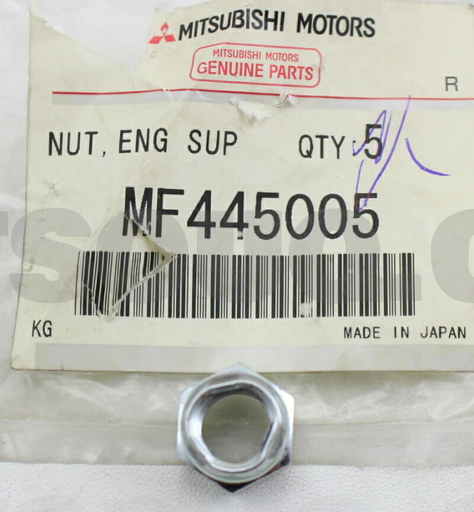 MITSUBISHI MOTORS
MITSUBISHI MOTORS
GENUINE PARTS
R
NUT, ENG SUP QTY: 5
MF445005
KG MADE IN JAPAN